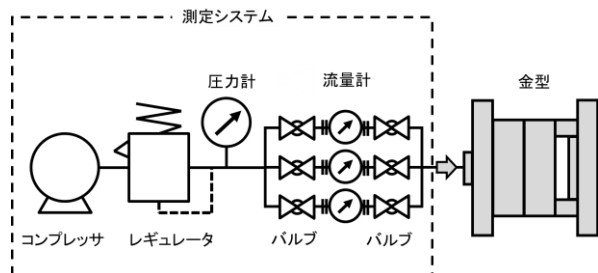 測定システム
圧力計
流量計
金型
コンプレッサ
レギュレータ
バルブ
バルブ